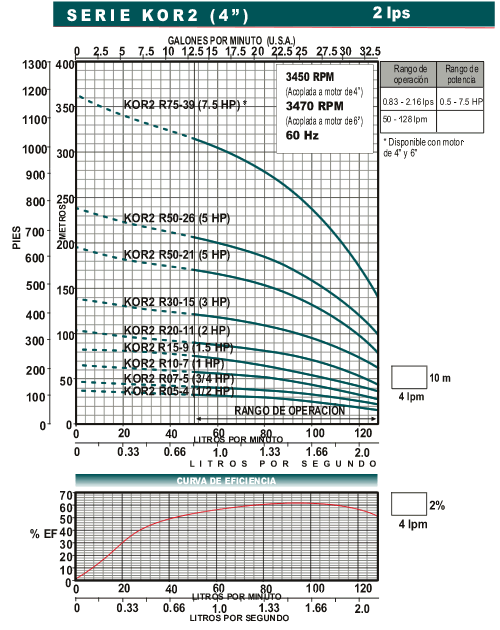 SERIE KOR2 (4”) 2 lps
GALONES POR MINUTO (U.S.A.)
0 2.5 5 7.5 10 12.5 15 17.5 20 22.5 25 27.5 30 32.5
1300 1200 1100 1000 900 800 700 600 500 400 300 200 100 0
PIES
400 350 300 250 200 150 100 50 0
METROS
3450 RPM
(Acoplada a motor de 4")
3470 RPM
(Acoplada a motor de 6")
60 Hz
Rango de operación Rango de potencia
0.83 - 2.16 lps 0.5 - 7.5 HP
50 - 128 lpm
* Disponible con motor
de 4" y 6"
KOR2 R75-39 (7.5 HP) *
KOR2 R50-26 (5 HP)
KOR2 R50-21 (5 HP)
KOR2 R30-15 (3 HP)
KOR2 R20-11 (2 HP)
KOR2 R15-9 (1.5 HP)
KOR2 R10-7 (1 HP)
KOR2 R07-5 (3/4 HP)
KOR2 R05-4 (1/2 HP)
RANGO DE OPERACIÓN
10 m
4 lpm
0 20 40 60 80 100 120
LITROS POR MINUTO
0 0.33 0.66 1.0 1.33 1.66 2.0
LITROS POR SEGUNDO
CURVA DE EFICIENCIA
70 60 50 40 30 20 10 0
% EF
2%
4 lpm
0 20 40 60 80 100 120
LITROS POR MINUTO
0 0.33 0.66 1.0 1.33 1.66 2.0
LITROS POR SEGUNDO